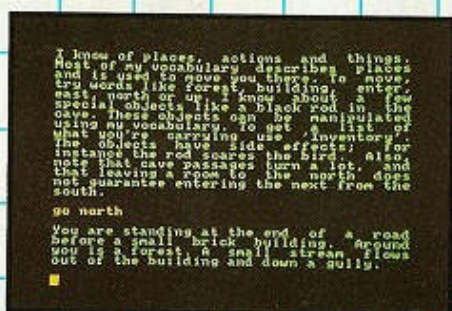 I know of places, actions and things.
Most of my vocabulary describes places
and is used to move you there. To move,
try words like forest, building, enter,
east, north or up. I know about a few
special objects like a black rod in the
cave. These objects can be manipulated
using my vocabulary. To get a list of
what you're carrying use 'inventory'.
The objects have side effects; for
instance the rod scares the bird. Also,
note that cave passages turn a lot, and
that leaving a room to the north does
not guarantee entering the next from the
south.
go north
You are standing at the end of a road
before a small brick building. Around
you is a forest. A small stream flows
out of the building and down a gully.